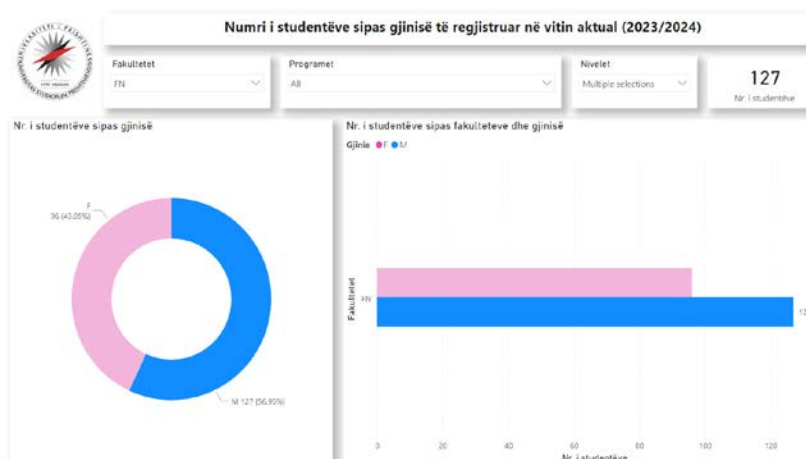 Numri i studentëve sipas gjinisë të regjistruar në vitin aktual (2023/2024)
Fakultetet
FN
Programet
All
Nivelet
Multiple selections
127
Nr. i studentëve
Nr. i studentëve sipas gjinisë
F
96 (43.05%)
M 127 (56.95%)
Nr. i studentëve sipas fakulteteve dhe gjinisë
Gjinia F M
Fakultetet
FN
0 20 40 60 80 100 120
Nr. i studentëve